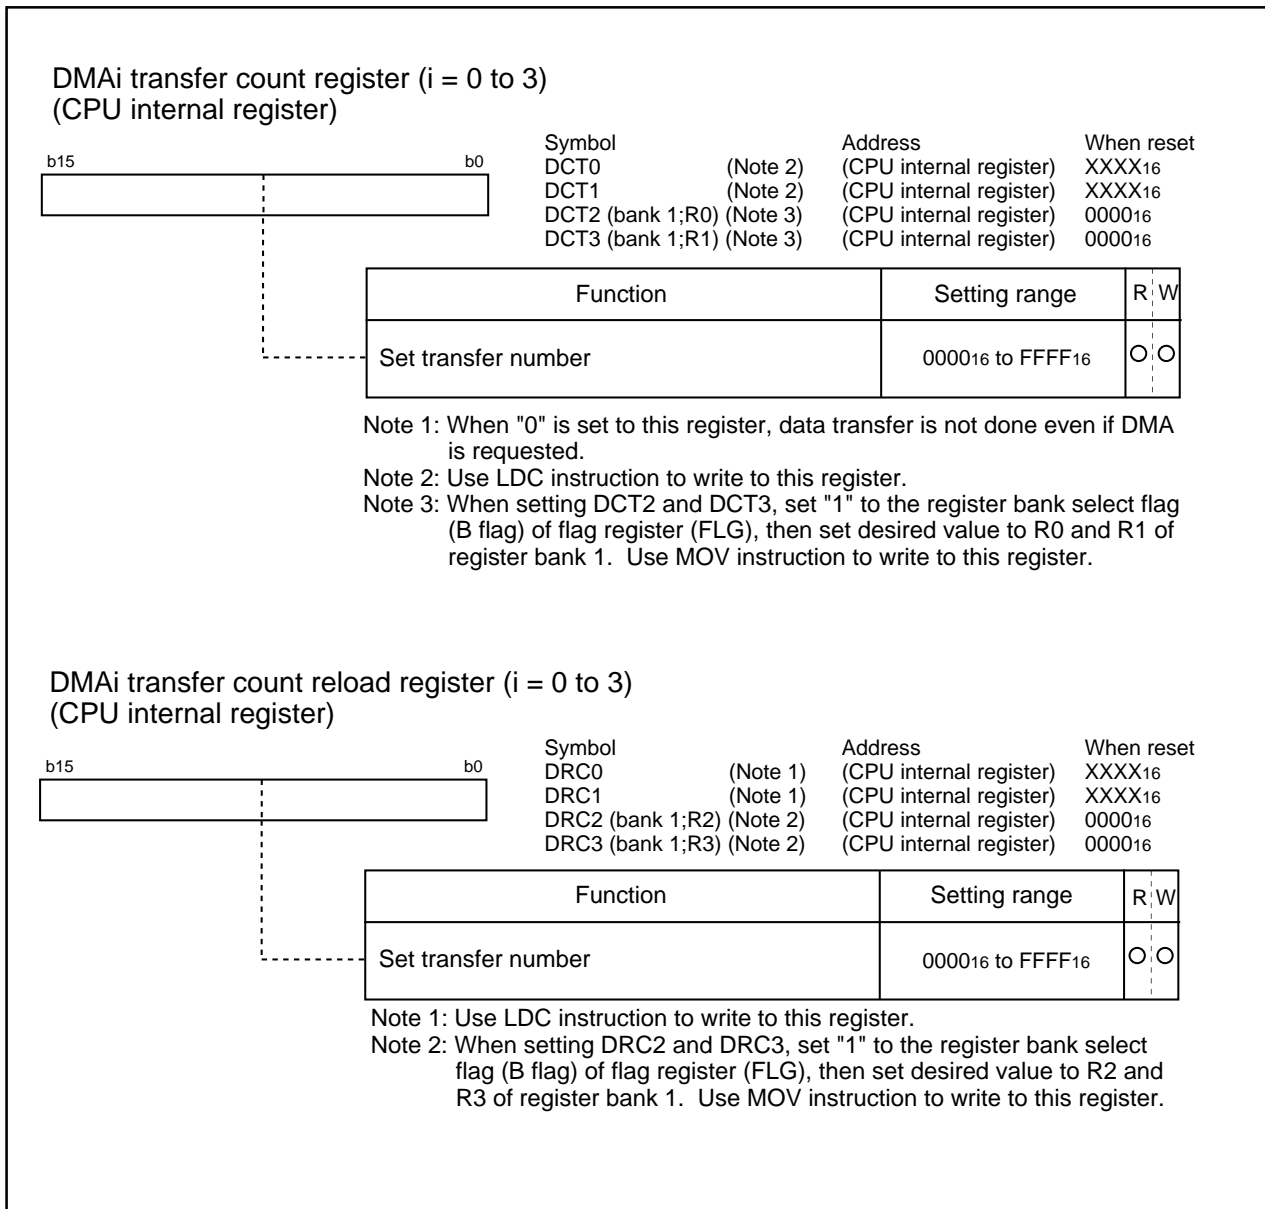 DMAi transfer count register (i = 0 to 3)
(CPU internal register)
b15 b0
Symbol Address When reset
DCT0 (Note 2) (CPU internal register) XXXX16
DCT1 (Note 2) (CPU internal register) XXXX16
DCT2 (bank 1;R0) (Note 3) (CPU internal register)000016
DCT3 (bank 1;R1) (Note 3) (CPU internal register) 000016
Function Setting range R W
Set transfer number 000016 to FFFF16 O O
Note 1: When "0" is set to this register, data transfer is not done even if DMA
is requested.
Note 2: Use LDC instruction to write to this register.
Note 3: When setting DCT2 and DCT3, set "1" to the register bank select flag
(B flag) of flag register (FLG), then set desired value to R0 and R1 of
register bank 1. Use MOV instruction to write to this register.
DMAi transfer count reload register (i = 0 to 3)
(CPU internal register)
b15 b0
Symbol Address When reset
DRC0 (Note 1) (CPU internal register) XXXX16
DRC1 (Note 1) (CPU internal register) XXXX16
DRC2 (bank 1;R2) (Note 2) (CPU internal register) 000016
DRC3 (bank 1;R3) (Note 2) (CPU internal register) 000016
Function Setting range R W
Set transfer number 000016 to FFFF16 O O
Note 1: Use LDC instruction to write to this register.
Note 2: When setting DRC2 and DRC3, set "1" to the register bank select
flag (B flag) of flag register (FLG), then set desired value to R2 and
R3 of register bank 1. Use MOV instruction to write to this register.